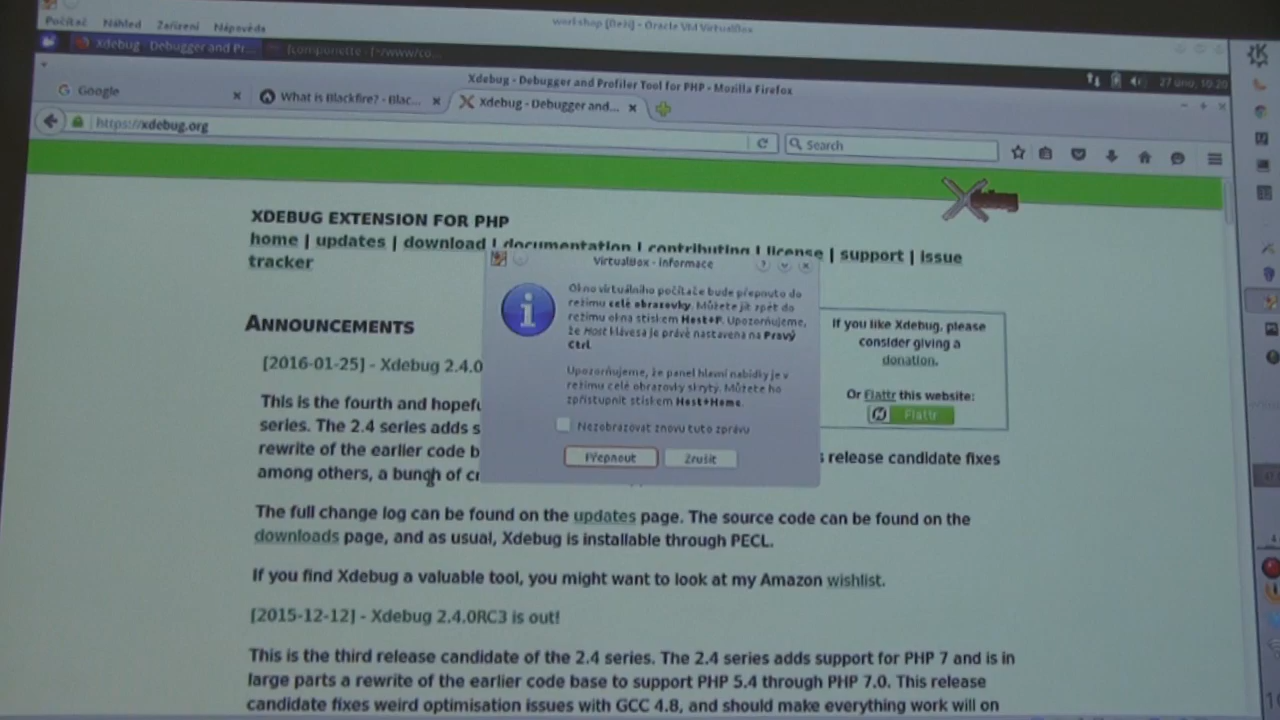 Počítač Náhled Zařízení Nápověda
workshop [Běží] - Oracle VM VirtualBox
Xdebug - Debugger and Pr...
27 úno, 10:20
Xdebug - Debugger and Profiler Tool for PHP - Mozilla Firefox
Google
What is Blackfire? - Blac...
Xdebug - Debugger and...
https://xdebug.org
Search
XDEBUG EXTENSION FOR PHP
home | updates | download | documentation | contributing | license | support | issue
tracker
VirtualBox - Informace
Okno virtuálního počítače bude přepnuto do
režimu celé obrazovky. Můžete jít zpět do
režimu okna stiskem Host+F. Upozorňujeme,
že Host klávesa je právě nastavena na Pravý
Ctrl.
Upozorňujeme, že panel hlavní nabídky je v
režimu celé obrazovky skrytý. Můžete ho
zpřístupnit stiskem Host+Home.
Nezobrazovat znovu tuto zprávu
Přepnout
Zrušit
ANNOUNCEMENTS
[2016-01-25] - Xdebug 2.4.0
If you like Xdebug, please
consider giving a
donation.
Or Flattr this website:
Flattr
This is the fourth and hopefu
series. The 2.4 series adds s
rewrite of the earlier code b
release candidate fixes
among others, a bunch of cr
The full change log can be found on the updates page. The source code can be found on the
downloads page, and as usual, Xdebug is installable through PECL.
If you find Xdebug a valuable tool, you might want to look at my Amazon wishlist.
[2015-12-12] - Xdebug 2.4.0RC3 is out!
This is the third release candidate of the 2.4 series. The 2.4 series adds support for PHP 7 and is in
large parts a rewrite of the earlier code base to support PHP 5.4 through PHP 7.0. This release
candidate fixes weird optimisation issues with GCC 4.8, and should make everything work will on